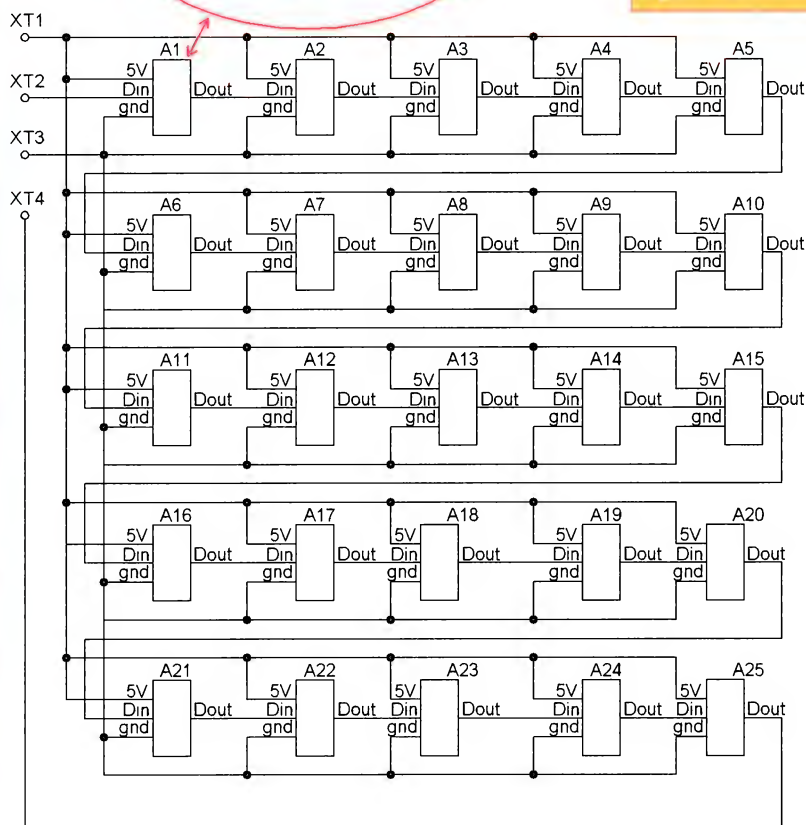 XT1
A1 A2 A3 A4 A5
5V 5V 5V 5V 5V
XT2 Din Dout Din Dout Din Dout Din Dout Din Dout
gnd gnd gnd gnd gnd
XT3
XT4
A6 A7 A8 A9 A10
5V 5V 5V 5V 5V
Din Dout Din Dout Din Dout Din Dout Din Dout
gnd gnd gnd gnd gnd
A11 A12 A13 A14 A15
5V 5V 5V 5V 5V
Din Dout Din Dout Din Dout Din Dout Din Dout
gnd gnd gnd gnd gnd
A16 A17 A18 A19 A20
5V 5V 5V 5V 5V
Din Dout Din Dout Din Dout Din Dout Din Dout
gnd gnd gnd gnd gnd
A21 A22 A23 A24 A25
5V 5V 5V 5V 5V
Din Dout Din Dout Din Dout Din Dout Din Dout
gnd gnd gnd gnd gnd